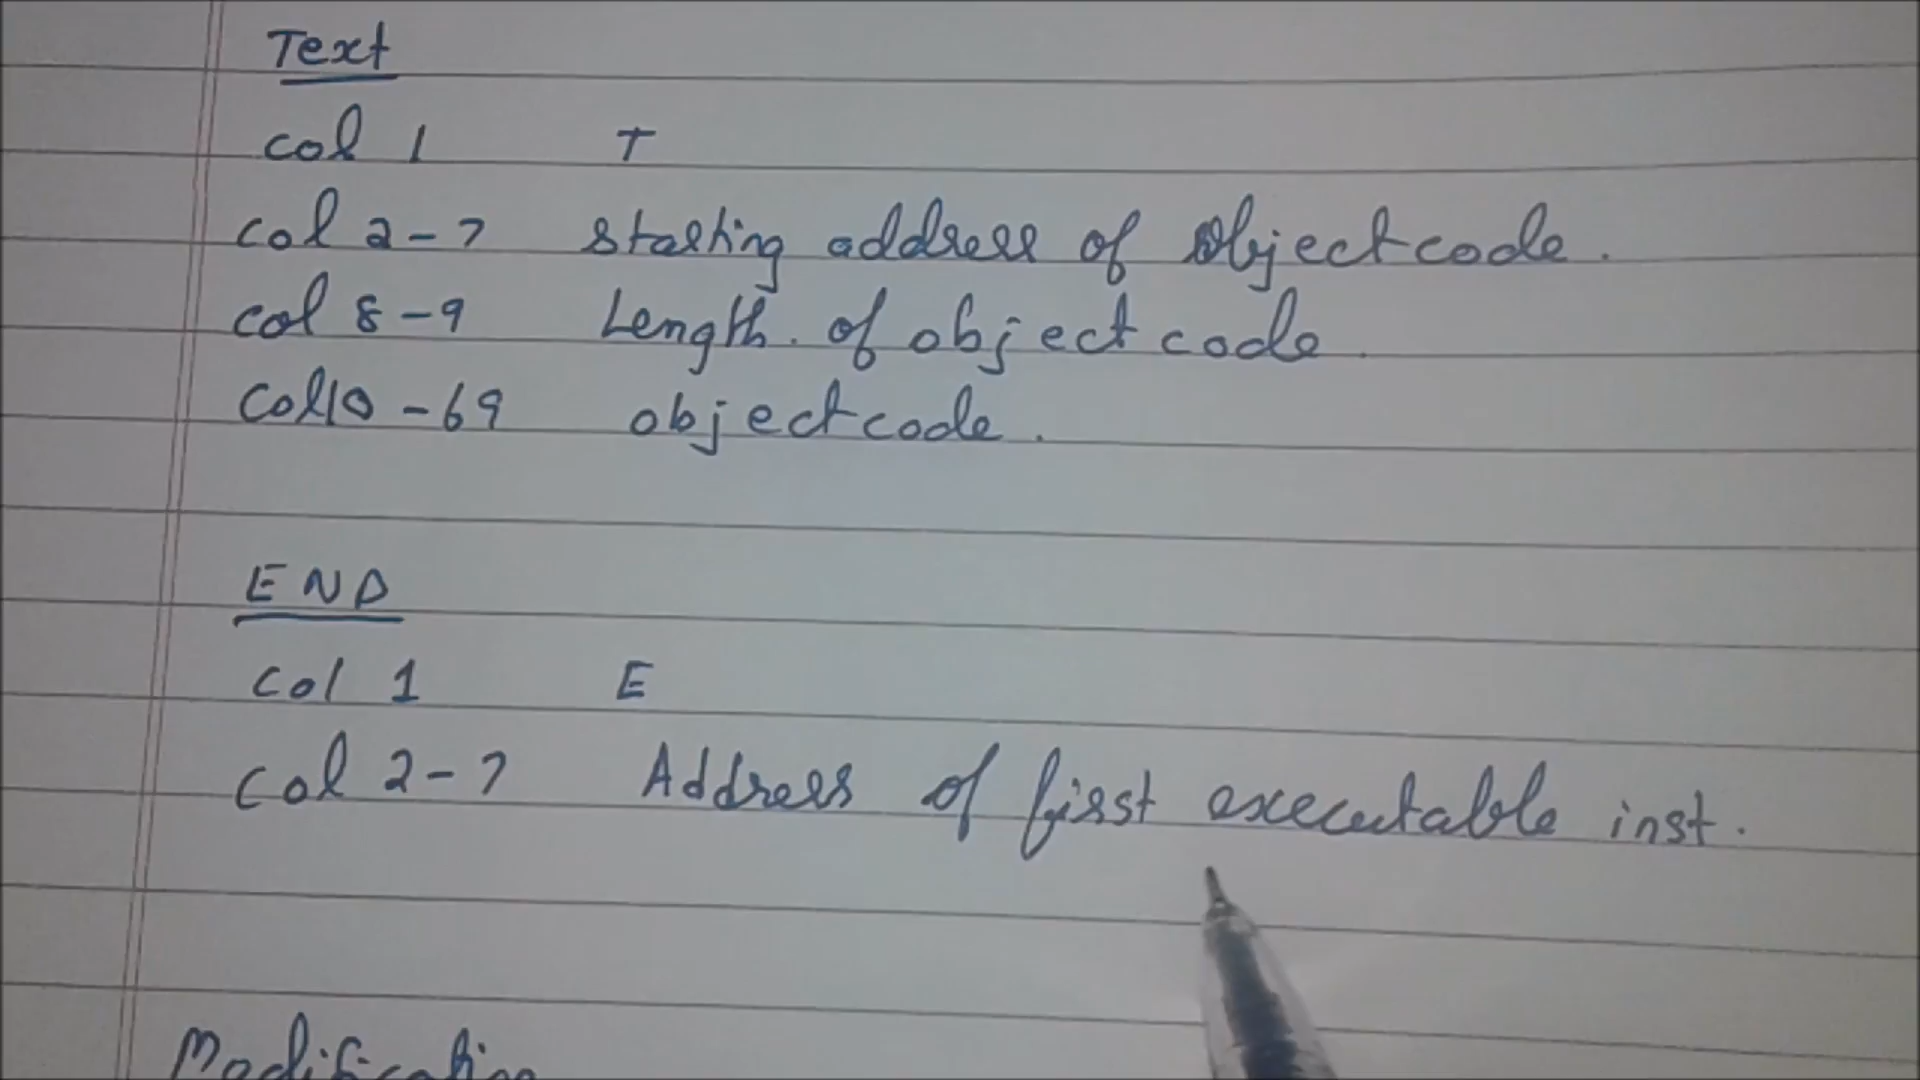 Text
Col 1 T
Col 2-7 starting address of object code.
Col 8-9 Length of object code.
Col 10-69 object code.
END
Col 1 E
Col 2-7 Address of first executable inst.
Modification